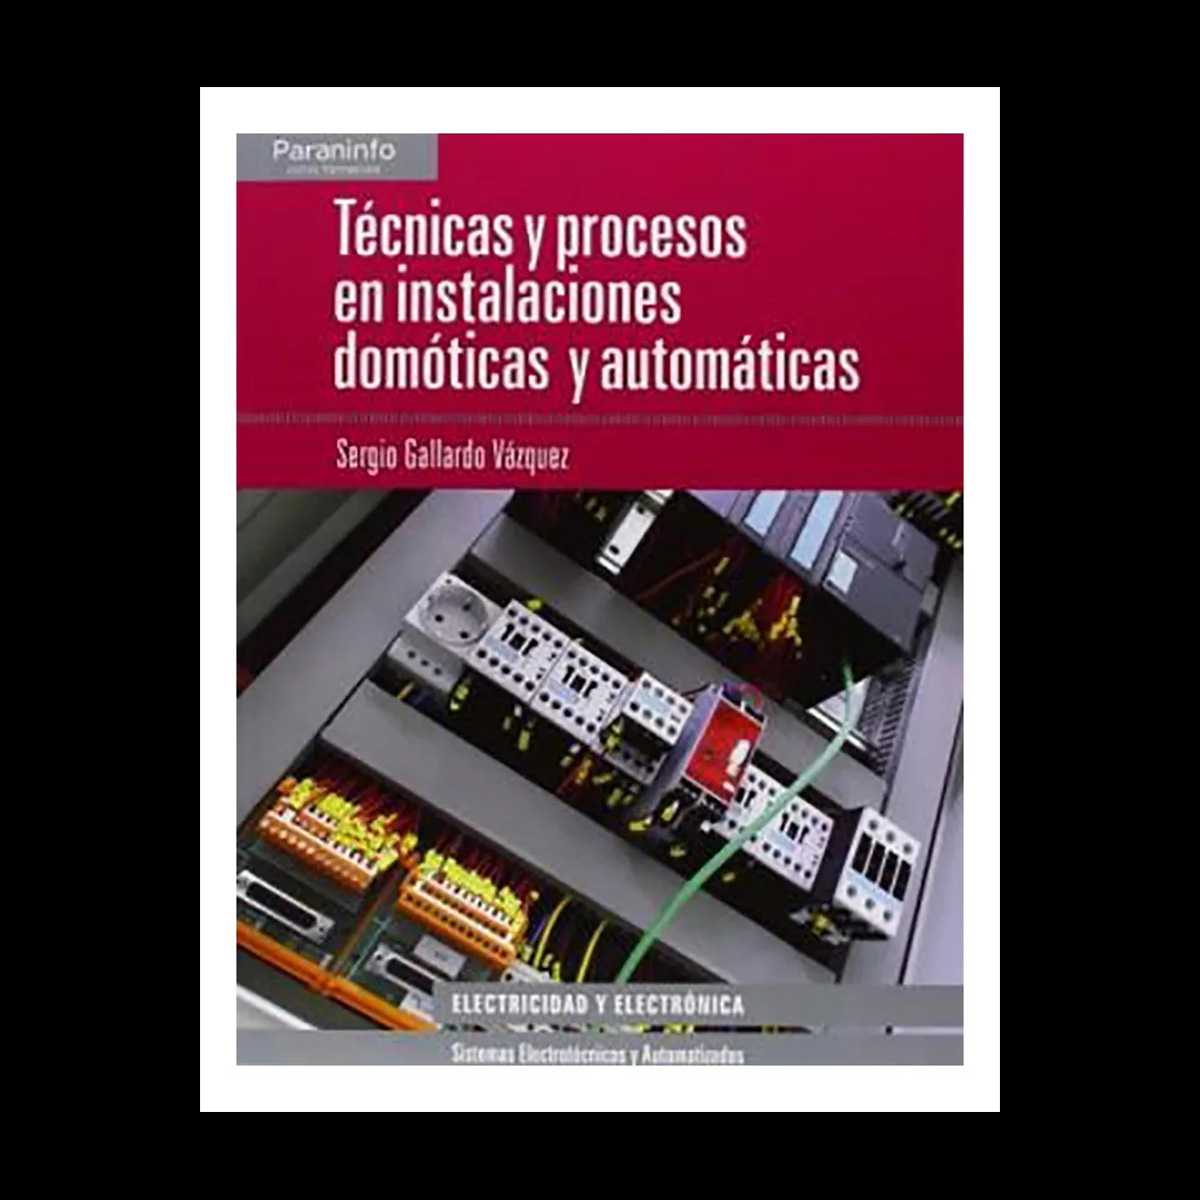 Paraninfo
Técnicas y procesos
en instalaciones
domóticas y automáticas
Sergio Gallardo Vázquez
ELECTRICIDAD Y ELECTRÓNICA
Sistemas Electrotécnicos y Automatizados